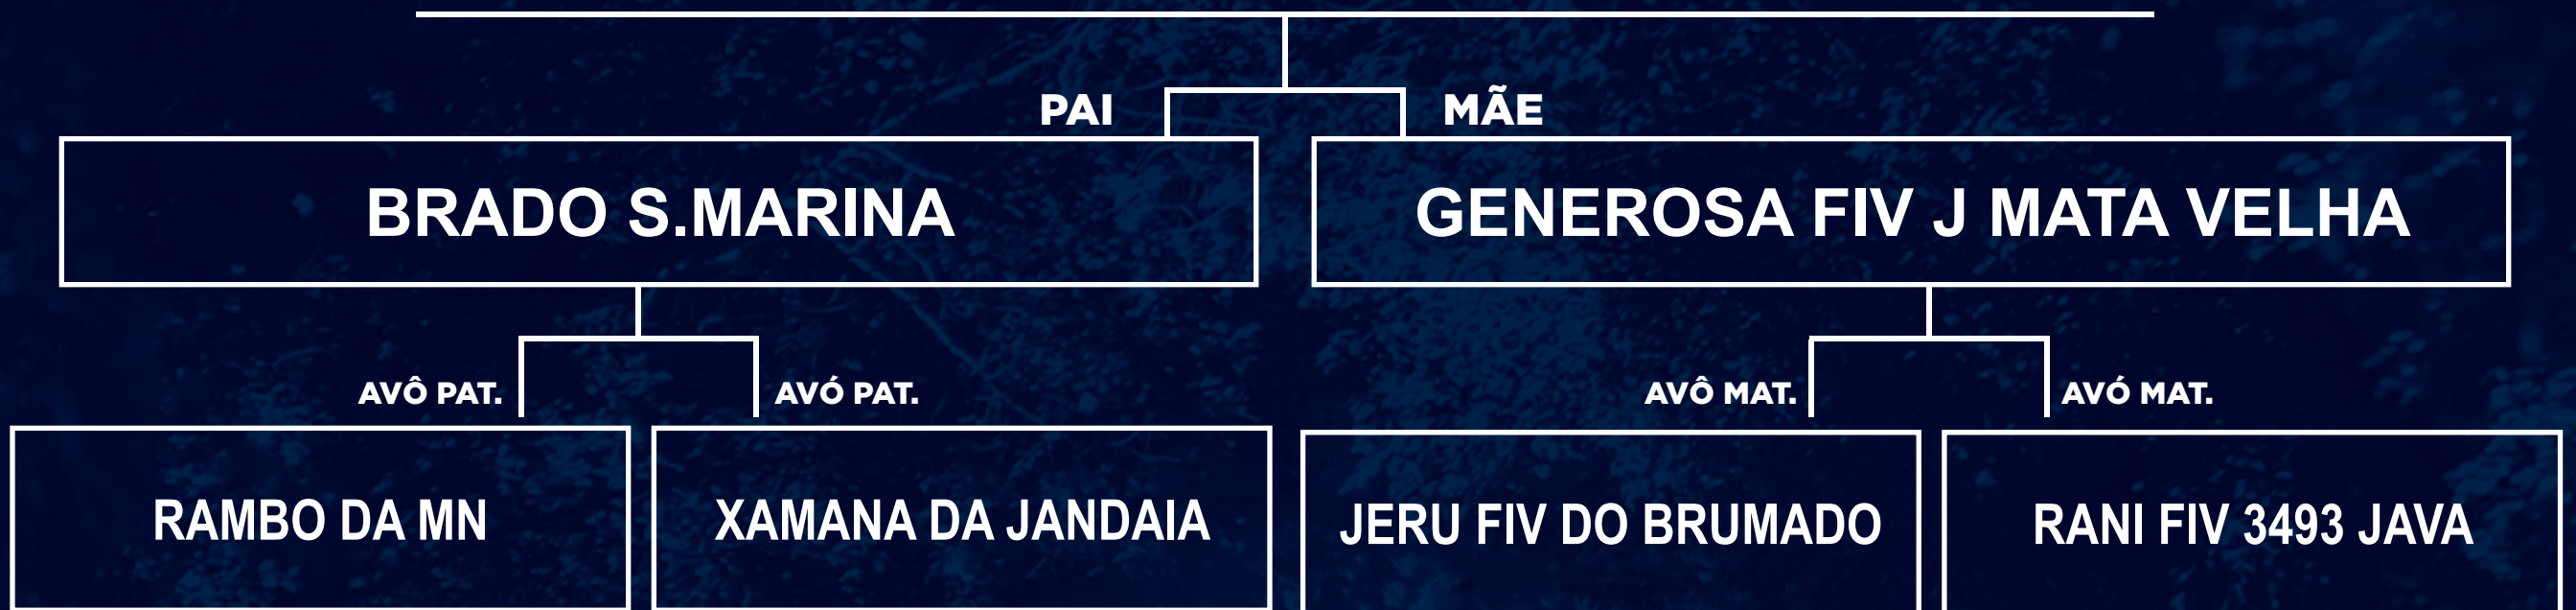 PAI
MÃE
BRADO S.MARINA
GENEROSA FIV J MATA VELHA
AVÔ PAT.
AVÓ PAT.
AVÔ MAT.
AVÓ MAT.
RAMBO DA MN
XAMANA DA JANDAIA
JERU FIV DO BRUMADO
RANI FIV 3493 JAVA